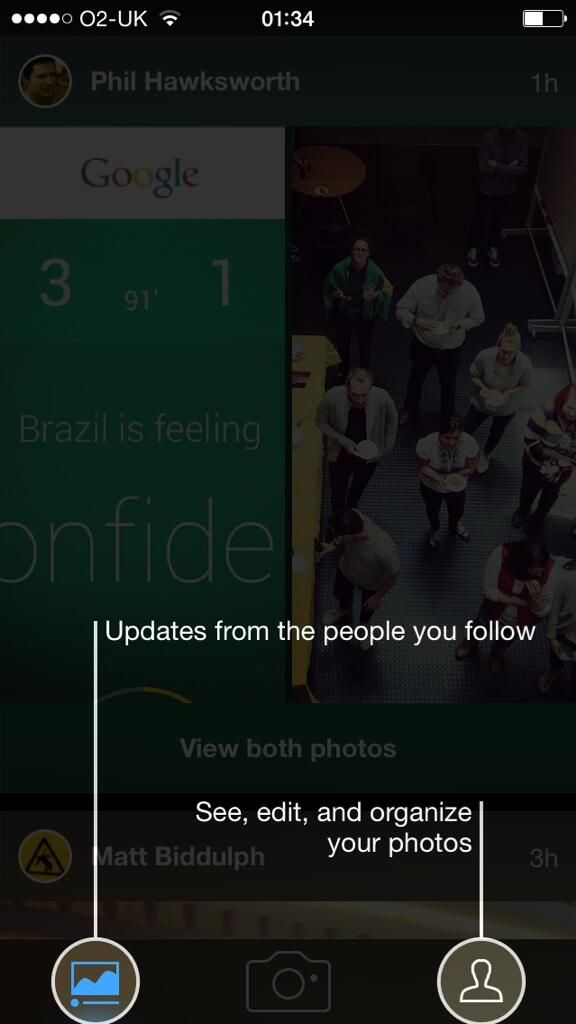 O2-UK 01:34
Phil Hawksworth 1h
Google
3 91' 1
Brazil is feeling
onfide
Updates from the people you follow
View both photos
See, edit, and organize
your photos
Matt Biddulph 3h